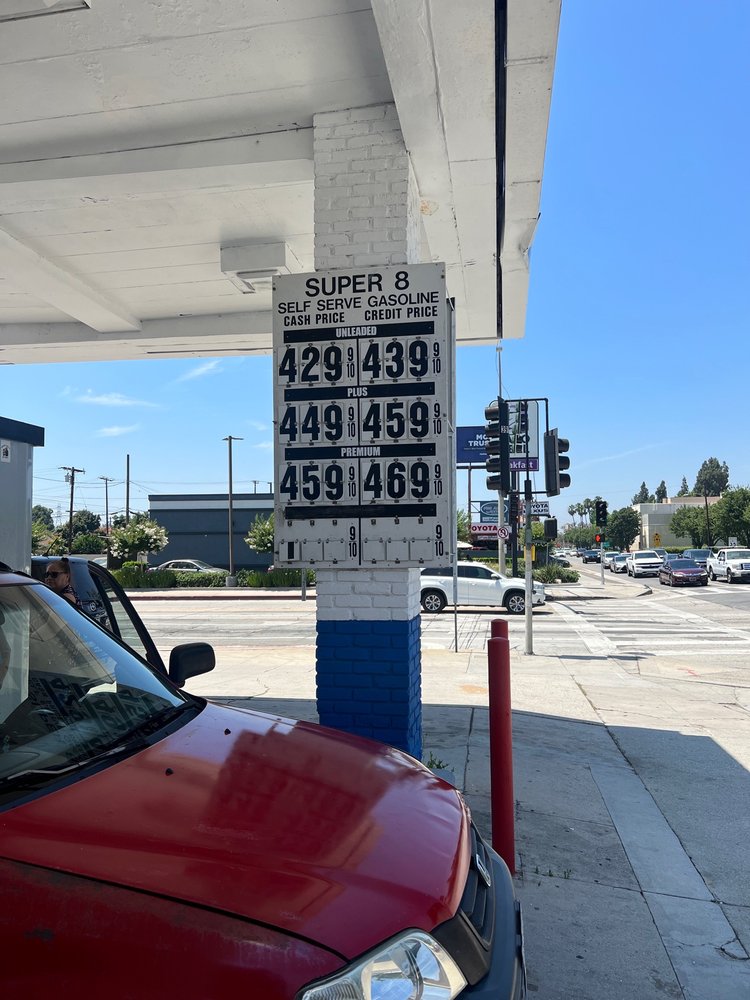 SUPER 8
SELF SERVE GASOLINE
CASH PRICE CREDIT PRICE
UNLEADED
429 9/10 439 9/10
PLUS
449 9/10 459 9/10
PREMIUM
459 9/10 469 9/10
9/10 9/10
TOYOTA